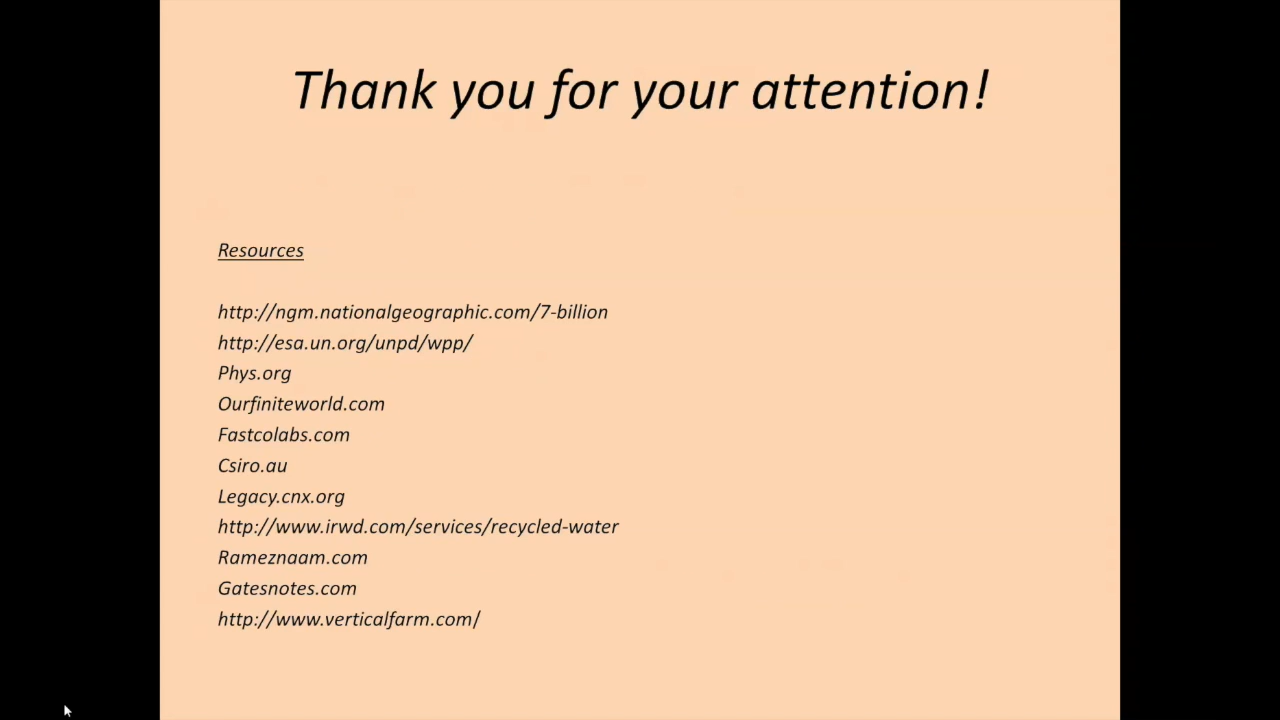 Thank you for your attention!
Resources
http://ngm.nationalgeographic.com/7-billion
http://esa.un.org/unpd/wpp/
Phys.org
Ourfiniteworld.com
Fastcolabs.com
Csiro.au
Legacy.cnx.org
http://www.irwd.com/services/recycled-water
Rameznaam.com
Gatesnotes.com
http://www.verticalfarm.com/